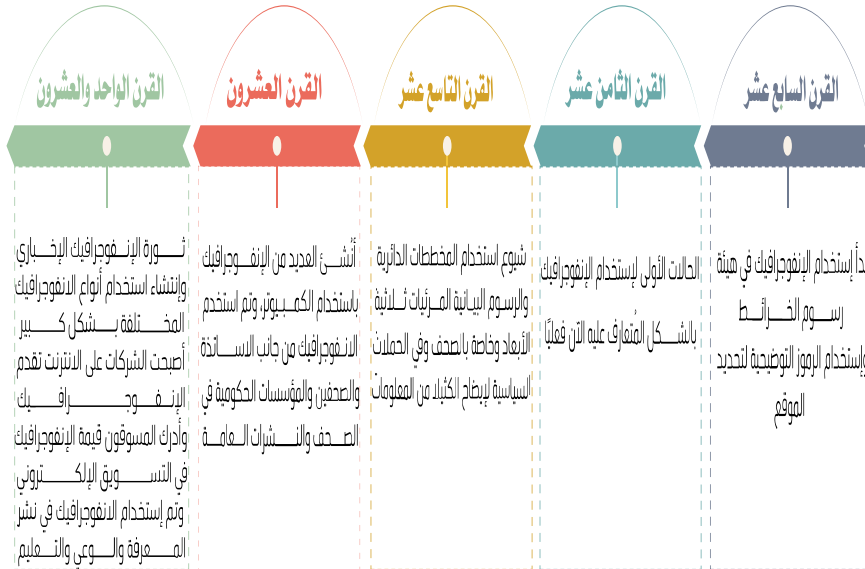 القرن السابع عشر
بدأ إستخدام الإنفوجرافيك في هيئة
رسوم الخرائط
وإستخدام الرموز التوضيحية لتحديد
الموقع
القرن الثامن عشر
الحالات الأولى لإستخدام الإنفوجرافيك
بالشكل المُتعارف عليه الآن فعليًا
القرن التاسع عشر
شيوع استخدام المخططات الدائرية
والرسوم البيانية المرئيات ثلاثية
الأبعاد وخاصة بالصحف وفي الحملات
السياسية لإيضاح الكثير من المعلومات
القرن العشرون
أنشئ العديد من الإنفوجرافيك
باستخدام الكمبيوتر، وتم استخدم
الانفوجرافيك من جانب الاساتذة
والصحفين والمؤسسات الحكومية في
الصحف والنشرات العامة
القرن الواحد والعشرون
ثورة الإنفوجرافيك الإخباري
وإنتشاء استخدام أنواع الانفوجرافيك
المختلفة بشكل كبير
أصبحت الشركات على الانترنت تقدم
الإنفوجرافيك
وأدرك المسوقون قيمة الإنفوجرافيك
في التسويق الإلكتروني
وتم إستخدام الانفوجرافيك في نشر
المعرفة والوعي والتعليم